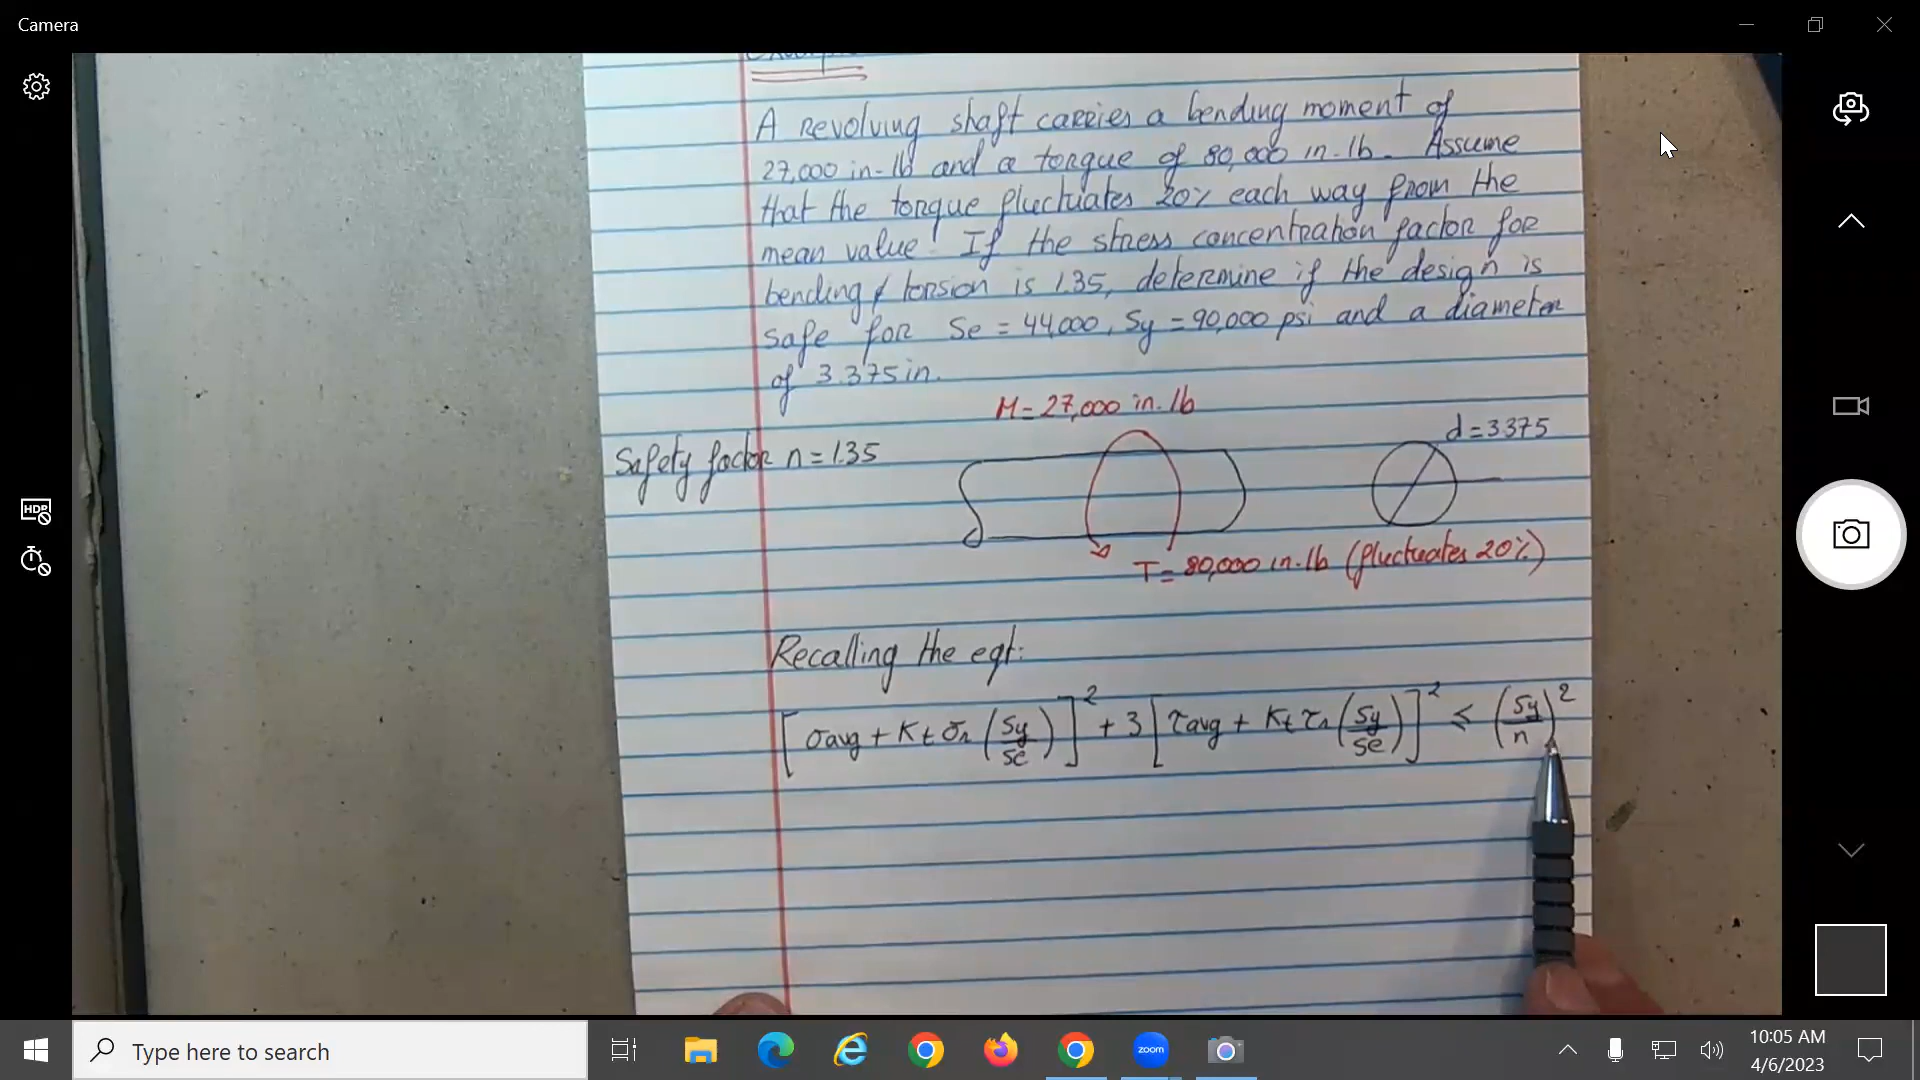 Camera
A revolving shaft carries a bending moment of
27,000 in-lb and a torque of 80,000 in.lb. Assume
that the torque fluctuates 20% each way from the
mean value. If the stress concentration factor for
bending & torsion is 1.35, determine if the design is
safe for Se = 44,000, Sy = 90,000 psi and a diameter
of 3.375 in.
M = 27,000 in.lb
d = 3.375
Safety factor n = 1.35
T = 80,000 in.lb (fluctuates 20%)
Recalling the eqt:
[σavg + Kt σr (Sy/Se)]² + 3 [τavg + Kt τr (Sy/Se)]² ≤ (Sy/n)²
HDR
Type here to search
zoom
10:05 AM
4/6/2023